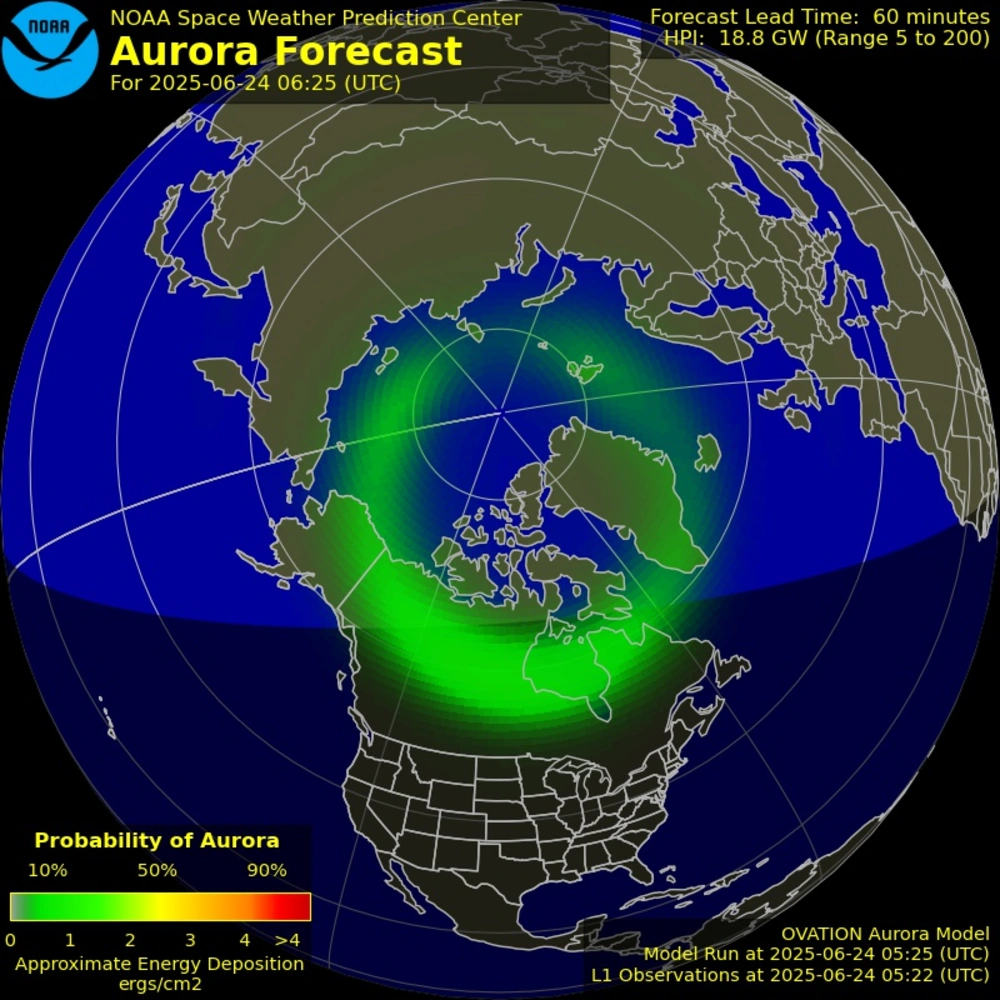 NOAA
NOAA Space Weather Prediction Center
Aurora Forecast
For 2025-06-24 06:25 (UTC)
Forecast Lead Time: 60 minutes
HPI: 18.8 GW (Range 5 to 200)
Probability of Aurora
10% 50% 90%
0 1 2 3 4 >4
Approximate Energy Deposition
ergs/cm2
OVATION Aurora Model
Model Run at 2025-06-24 05:25 (UTC)
L1 Observations at 2025-06-24 05:22 (UTC)